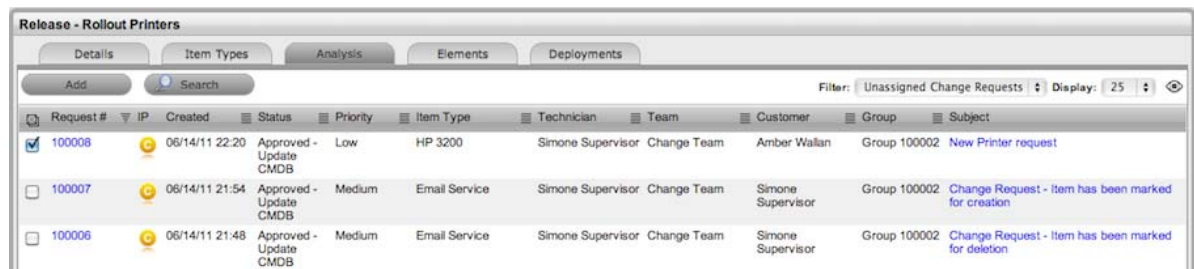 Release - Rollout Printers
Details Item Types Analysis Elements Deployments
Add Search Filter: Unassigned Change Requests Display: 25
Request # IP Created Status Priority Item Type Technician Team Customer Group Subject
100008 C 06/14/11 22:20 Approved - Low HP 3200 Simone Supervisor Change Team Amber Wallan Group 100002 New Printer request
Update
CMDB
100007 C 06/14/11 21:54 Approved - Medium Email Service Simone Supervisor Change Team Simone Group 100002 Change Request - Item has been marked
Update Supervisor for creation
CMDB
100006 C 06/14/11 21:48 Approved - Medium Email Service Simone Supervisor Change Team Simone Group 100002 Change Request - Item has been marked
Update Supervisor for deletion
CMDB